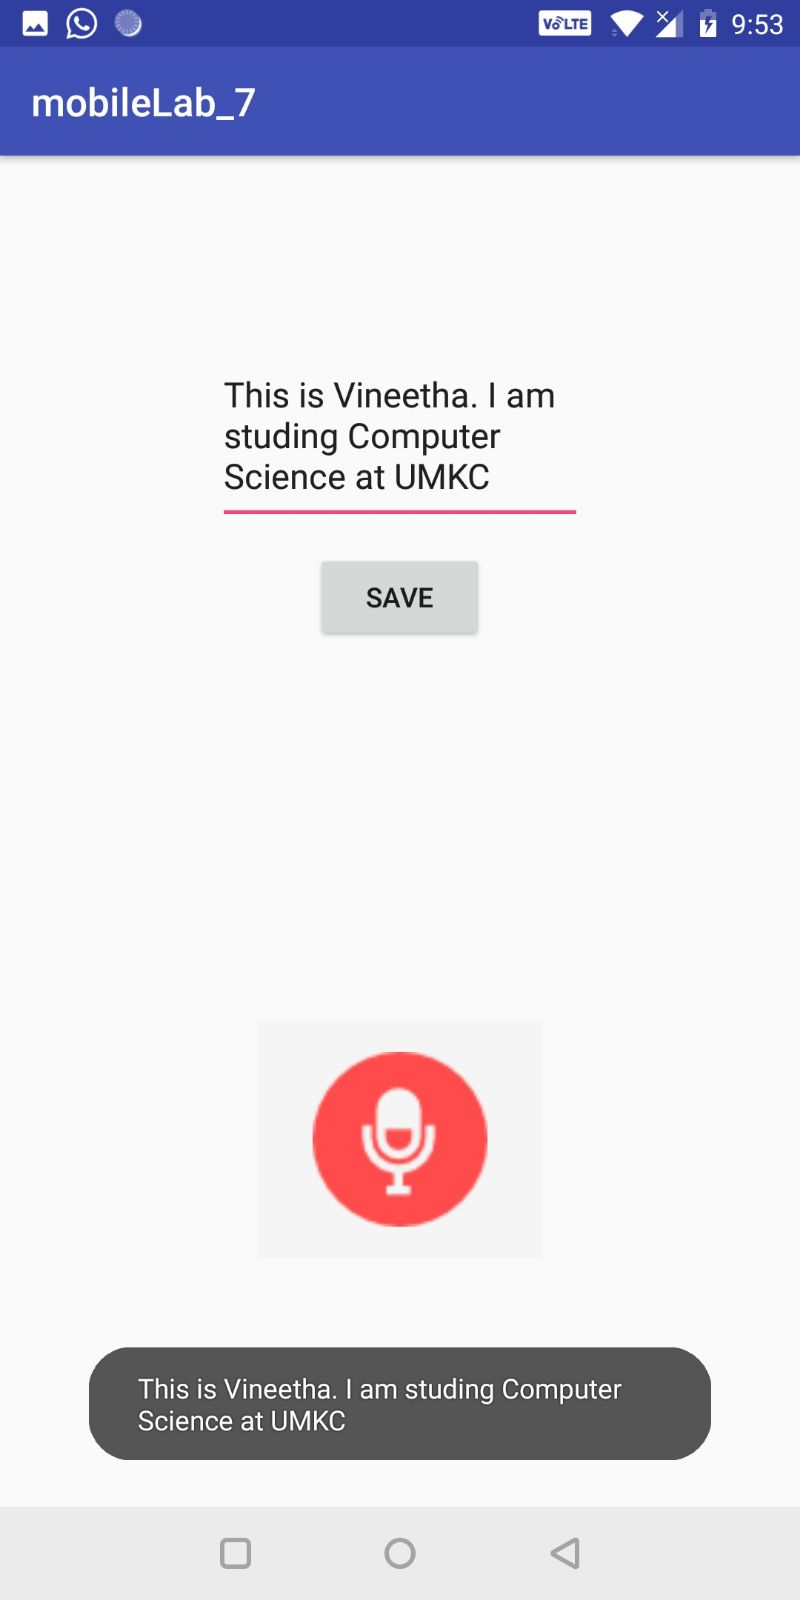 VoLTE 9:53
mobileLab_7
This is Vineetha. I am
studing Computer
Science at UMKC
SAVE
This is Vineetha. I am studing Computer
Science at UMKC